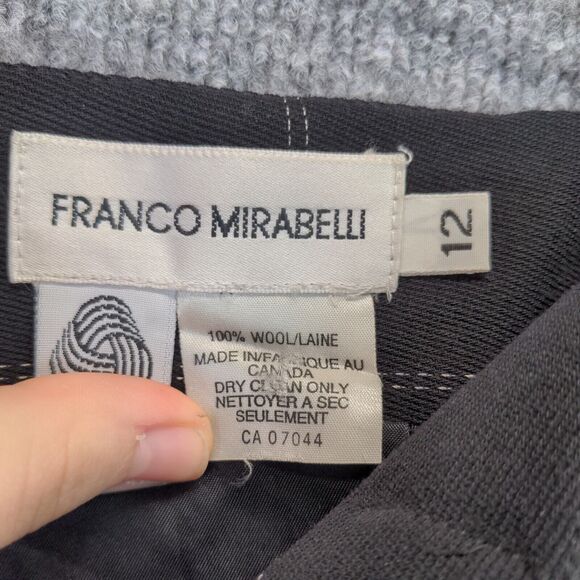 FRANCO MIRABELLI
12
100% WOOL/LAINE
MADE IN/FABRIQUE AU
CANADA
DRY CLEAN ONLY
NETTOYER A SEC
SEULEMENT
CA 07044